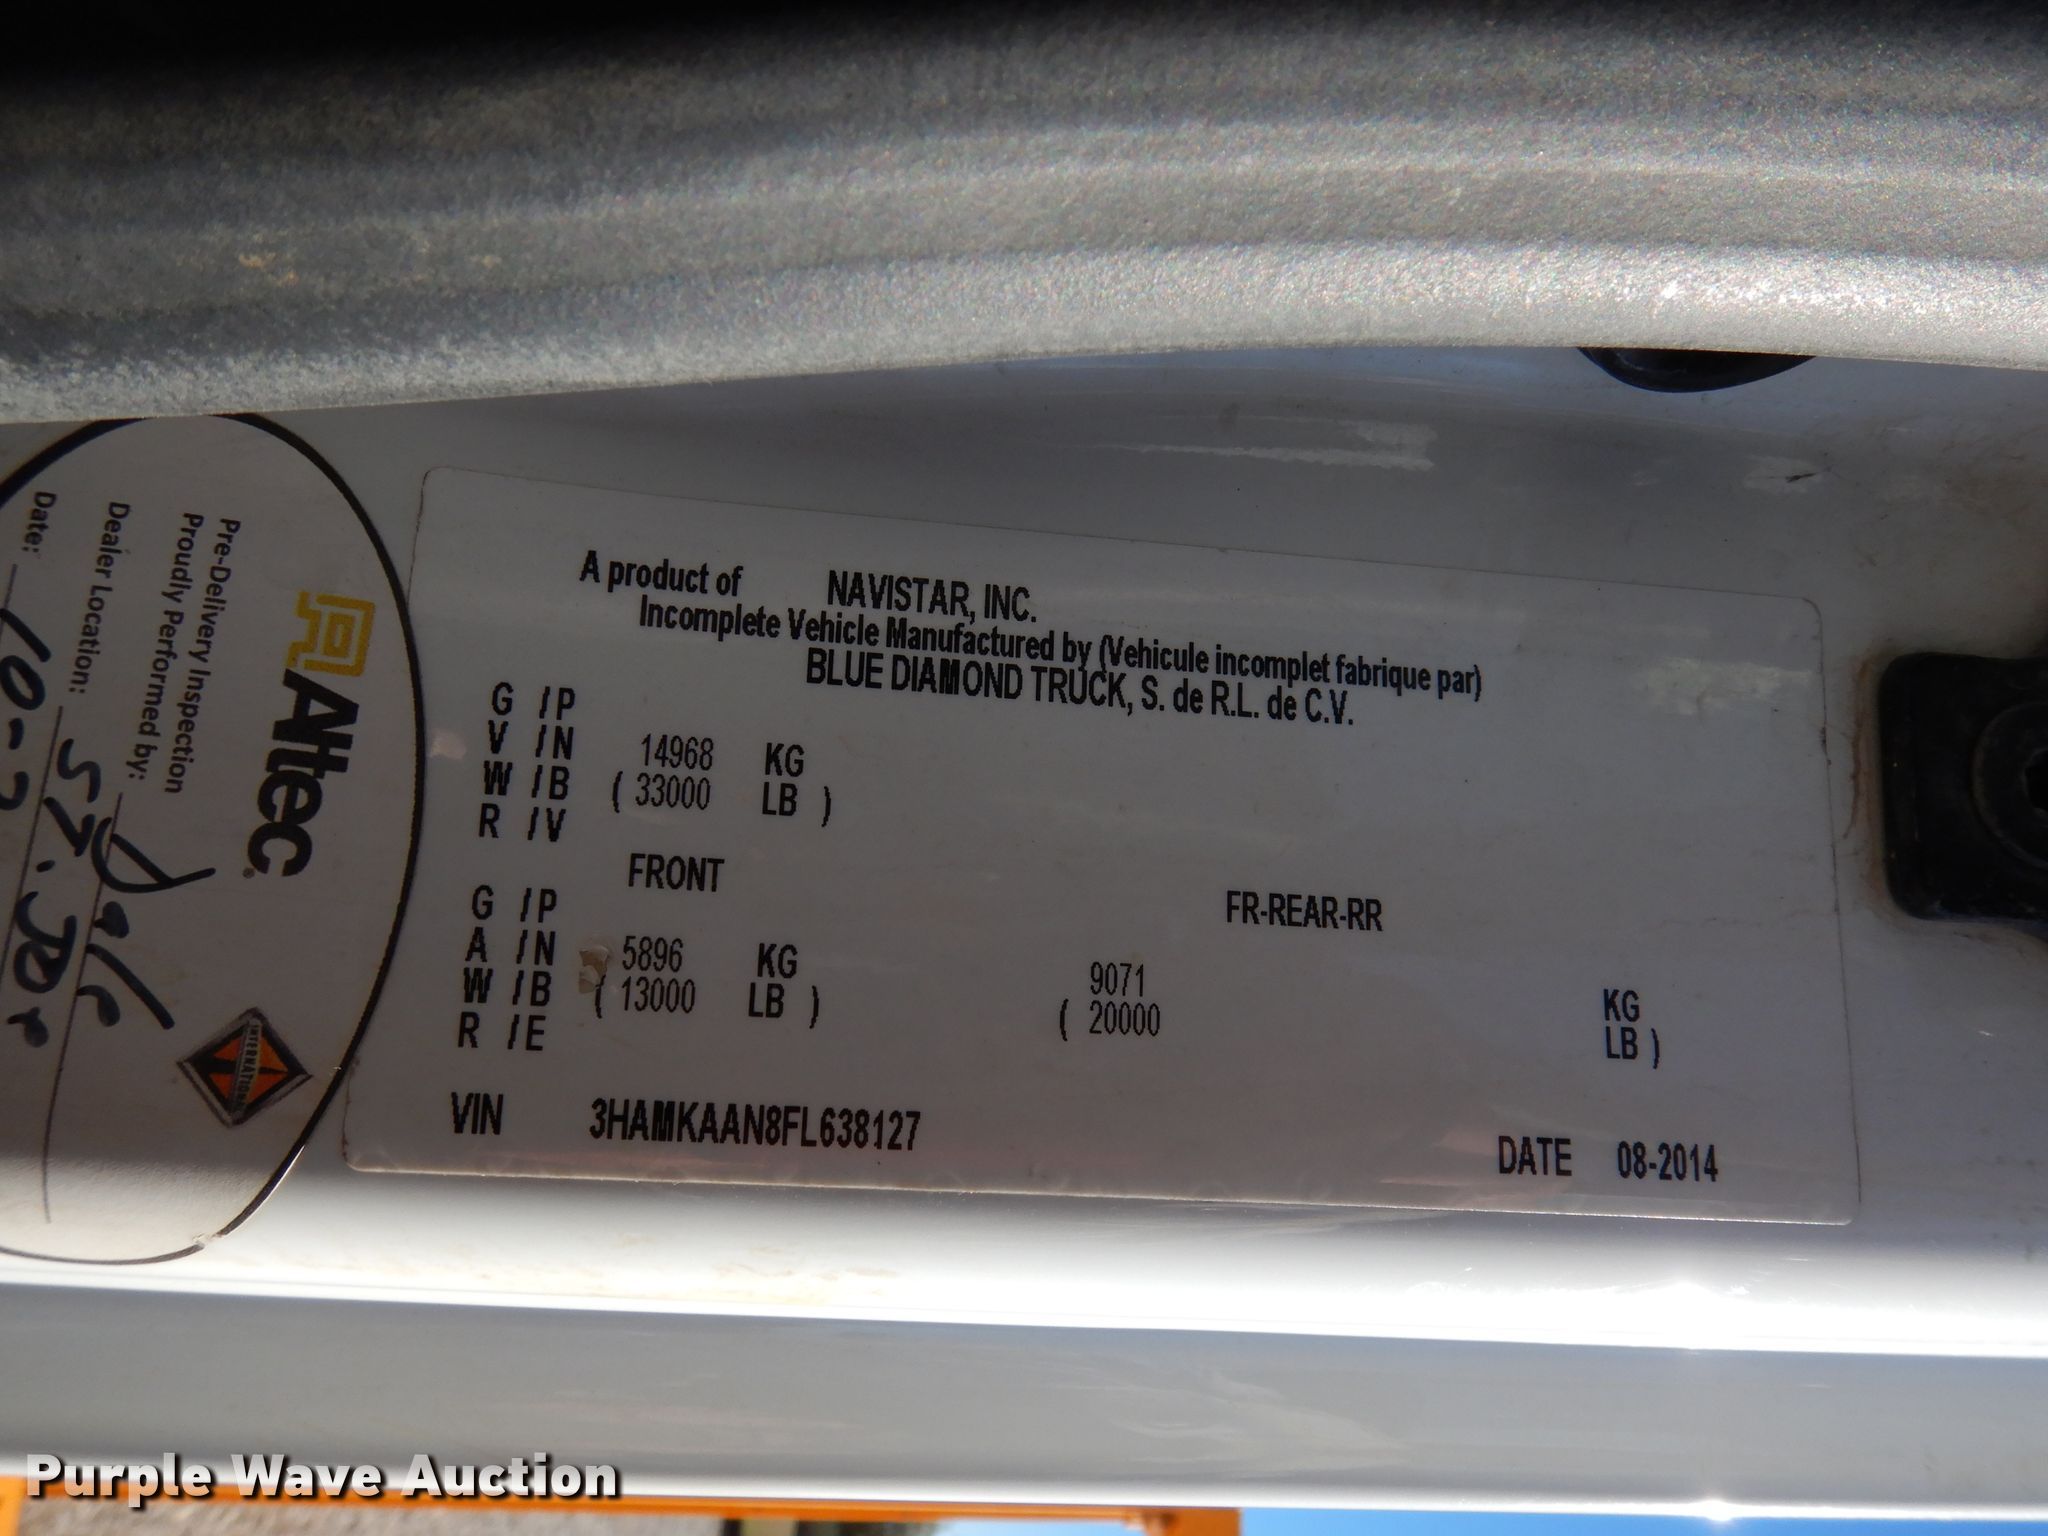 A product of NAVISTAR, INC.
Incomplete Vehicle Manufactured by (Vehicule incomplet fabrique par)
BLUE DIAMOND TRUCK, S. de R.L. de C.V.
G /P
V /N 14968 KG
W /B ( 33000 LB )
R /V
FRONT FR-REAR-RR
G /P
A /N 5896 KG 9071 KG
W /B ( 13000 LB ) ( 20000 LB )
R /E
VIN 3HAMKAAN8FL638127 DATE 08-2014
Altec®
Pre-Delivery Inspection
Proudly Performed by: Dale
Dealer Location:
Date:
INTERNATIONAL
Purple Wave Auction